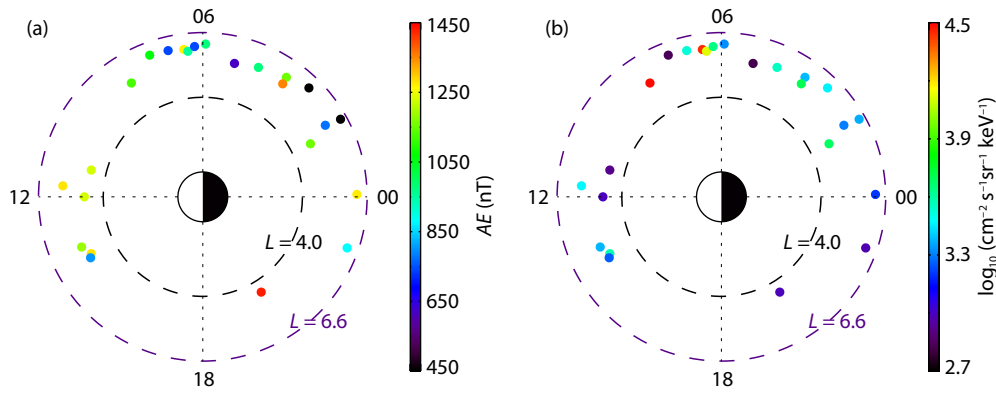 (a)
06
12
00
18
L = 4.0
L = 6.6
1450
1250
1050
850
650
450
AE (nT)
(b)
06
12
00
18
L = 4.0
L = 6.6
4.5
3.9
3.3
2.7
log₁₀ (cm⁻² s⁻¹sr⁻¹ keV⁻¹)